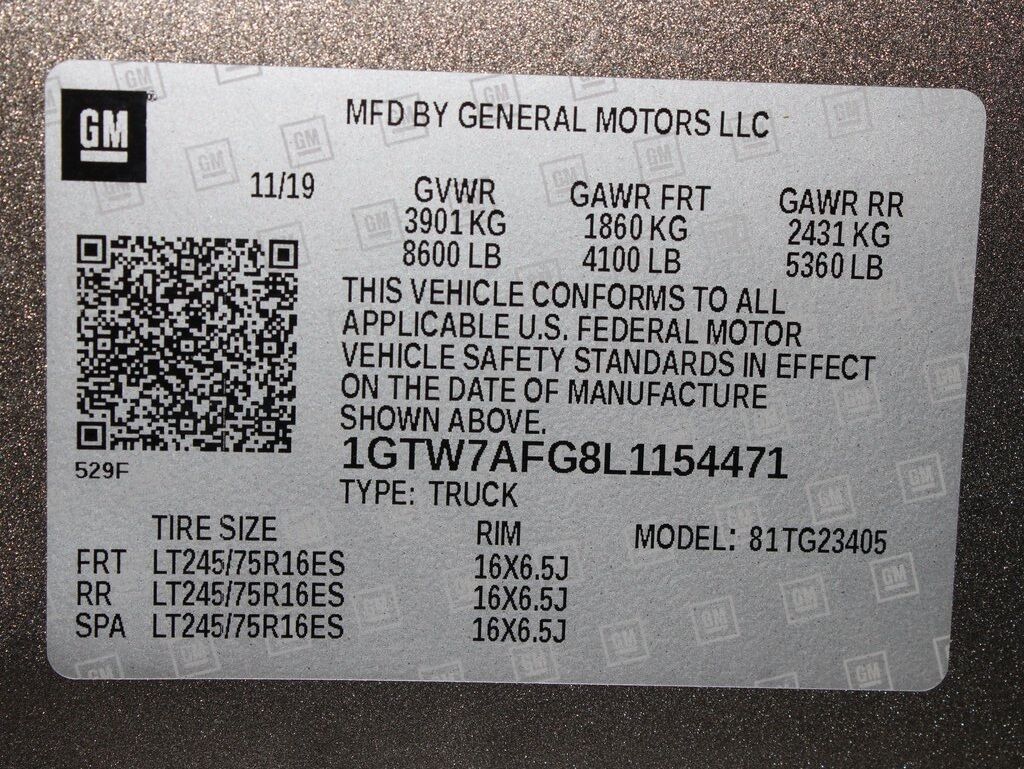 GM
MFD BY GENERAL MOTORS LLC
11/19 GVWR GAWR FRT GAWR RR
3901 KG 1860 KG 2431 KG
8600 LB 4100 LB 5360 LB
THIS VEHICLE CONFORMS TO ALL
APPLICABLE U.S. FEDERAL MOTOR
VEHICLE SAFETY STANDARDS IN EFFECT
ON THE DATE OF MANUFACTURE
SHOWN ABOVE.
529F
1GTW7AFG8L1154471
TYPE: TRUCK
TIRE SIZE RIM MODEL: 81TG23405
FRT LT245/75R16ES 16X6.5J
RR LT245/75R16ES 16X6.5J
SPA LT245/75R16ES 16X6.5J